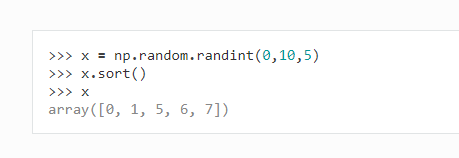 >>> x = np.random.randint(0,10,5)
>>> x.sort()
>>> x
array([0, 1, 5, 6, 7])